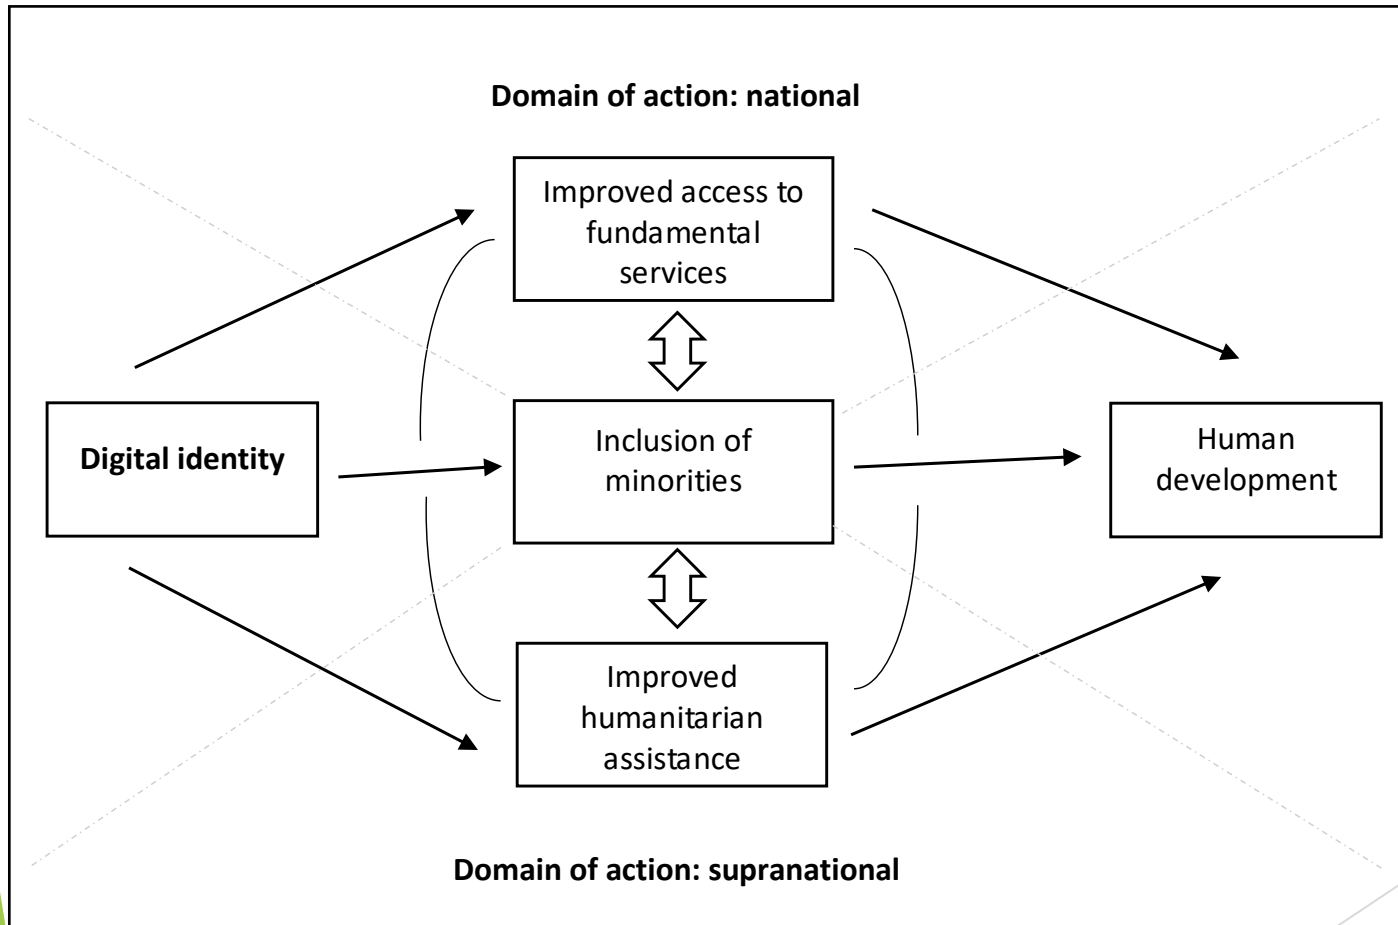 Domain of action: national
Improved access to
fundamental
services
Digital identity
Inclusion of
minorities
Human
development
Improved
humanitarian
assistance
Domain of action: supranational